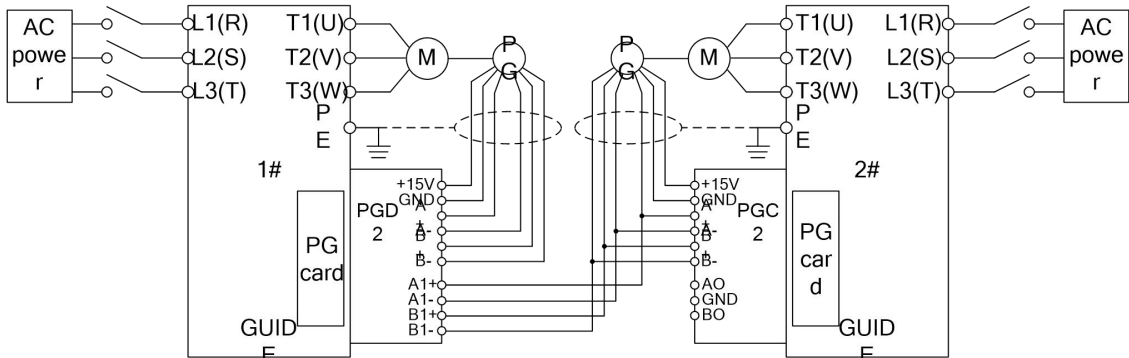 AC
powe
r
L1(R)
L2(S)
L3(T)
T1(U)
T2(V)
T3(W)
P
E
M
P
G
1#
PG
card
GUID
E
PGD
2
+15V
GND
A
+
A-
B
+
B-
A1+
A1-
B1+
B1-
P
G
M
T1(U)
T2(V)
T3(W)
P
E
L1(R)
L2(S)
L3(T)
AC
powe
r
2#
+15V
GND
A
+
A-
B
+
B-
AO
GND
BO
PGC
2
PG
car
d
GUID
E